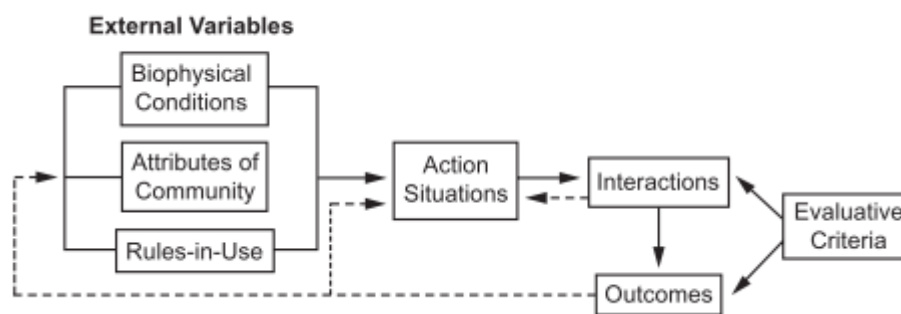 External Variables
Biophysical
Conditions
Attributes of
Community
Rules-in-Use
Action
Situations
Interactions
Outcomes
Evaluative
Criteria